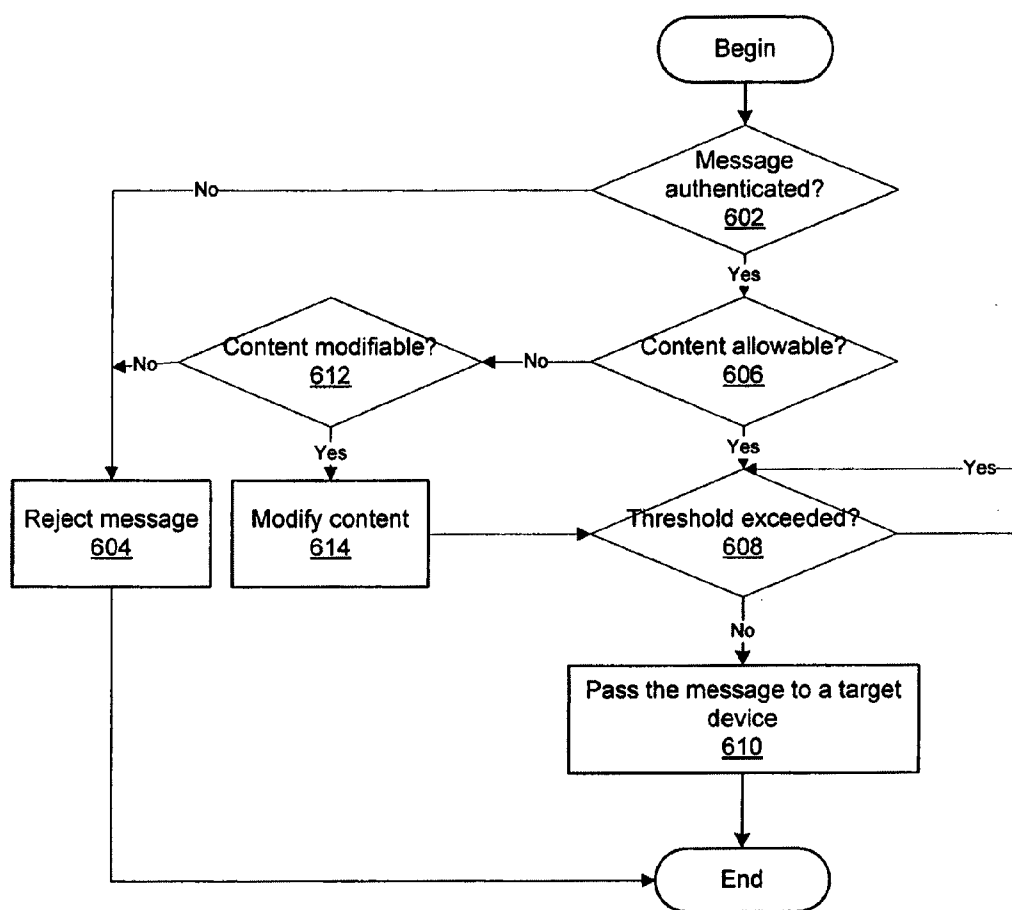 Begin
Message
authenticated?
602
No
Yes
Content modifiable?
612
No
No
Content allowable?
606
Yes
Yes
Yes
Reject message
604
Modify content
614
Threshold exceeded?
608
No
Pass the message to a target
device
610
End